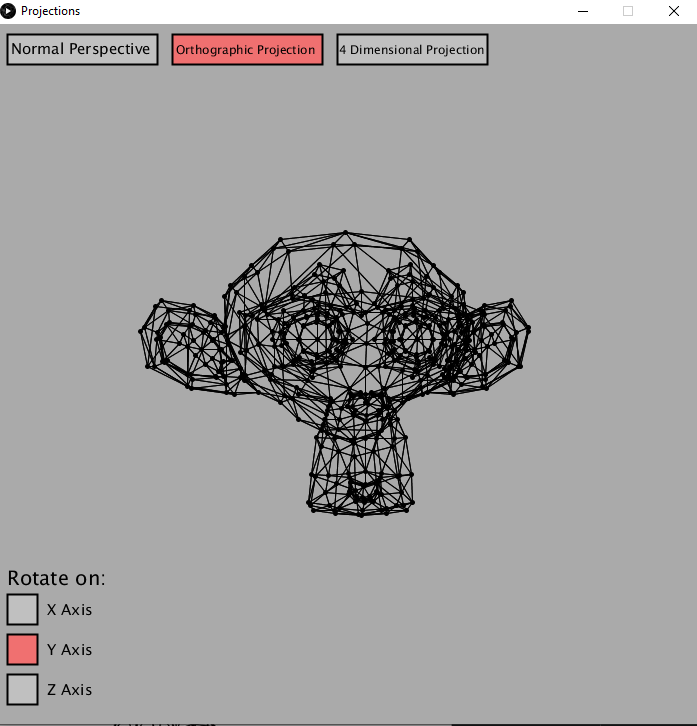 Projections
Normal Perspective
Orthographic Projection
4 Dimensional Projection
Rotate on:
X Axis
Y Axis
Z Axis